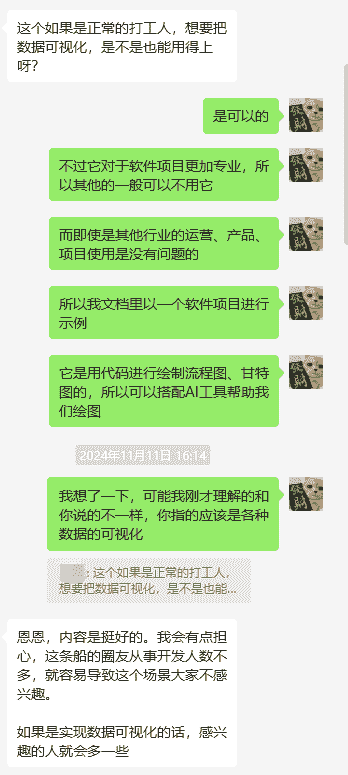 这个如果是正常的打工人，想要把
数据可视化，是不是也能用得上
呀？
是可以的
不过它对于软件项目更加专业，所
以其他的一般可以不用它
而即使是其他行业的运营、产品、
项目使用是没有问题的
所以我文档里以一个软件项目进行
示例
它是用代码进行绘制流程图、甘特
图的，所以可以搭配AI工具帮助我
们绘图
2024年11月11日 16:14
我想了一下，可能我刚才理解的和
你说的不一样，你指的应该是各种
数据的可视化
: 这个如果是正常的打工人，
想要把数据可视化，是不是也能...
恩恩，内容是挺好的。我会有点担
心，这条船的圈友从事开发人数不
多，就容易导致这个场景大家不感
兴趣。
如果是实现数据可视化的话，感兴
趣的人就会多一些